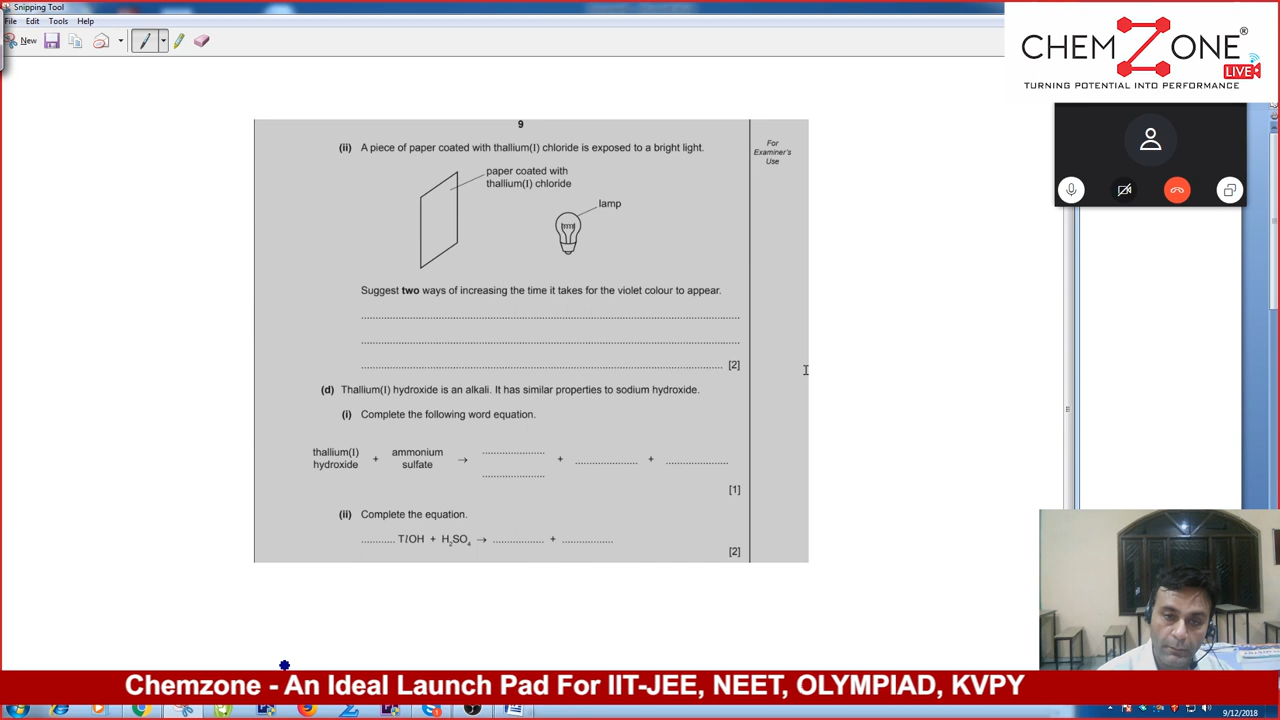 Snipping Tool
File Edit Tools Help
New
CHEMZONE®
LIVE
TURNING POTENTIAL INTO PERFORMANCE
9
For
Examiner's
Use
(ii) A piece of paper coated with thallium(I) chloride is exposed to a bright light.
paper coated with
thallium(I) chloride
lamp
Suggest two ways of increasing the time it takes for the violet colour to appear.
[2]
(d) Thallium(I) hydroxide is an alkali. It has similar properties to sodium hydroxide.
(i) Complete the following word equation.
thallium(I) hydroxide + ammonium sulfate → .................... + .................... + ....................
[1]
(ii) Complete the equation.
............ TlOH + H₂SO₄ → ................. + .................
[2]
Chemzone - An Ideal Launch Pad For IIT-JEE, NEET, OLYMPIAD, KVPY
9/12/2018